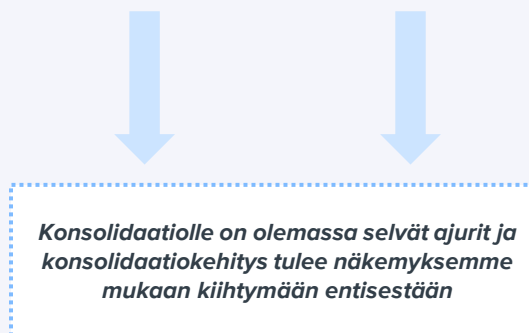 Konsolidaatiolle on olemassa selvät ajurit ja
konsolidaatiokehitys tulee näkemyksemme
mukaan kiihtymään entisestään